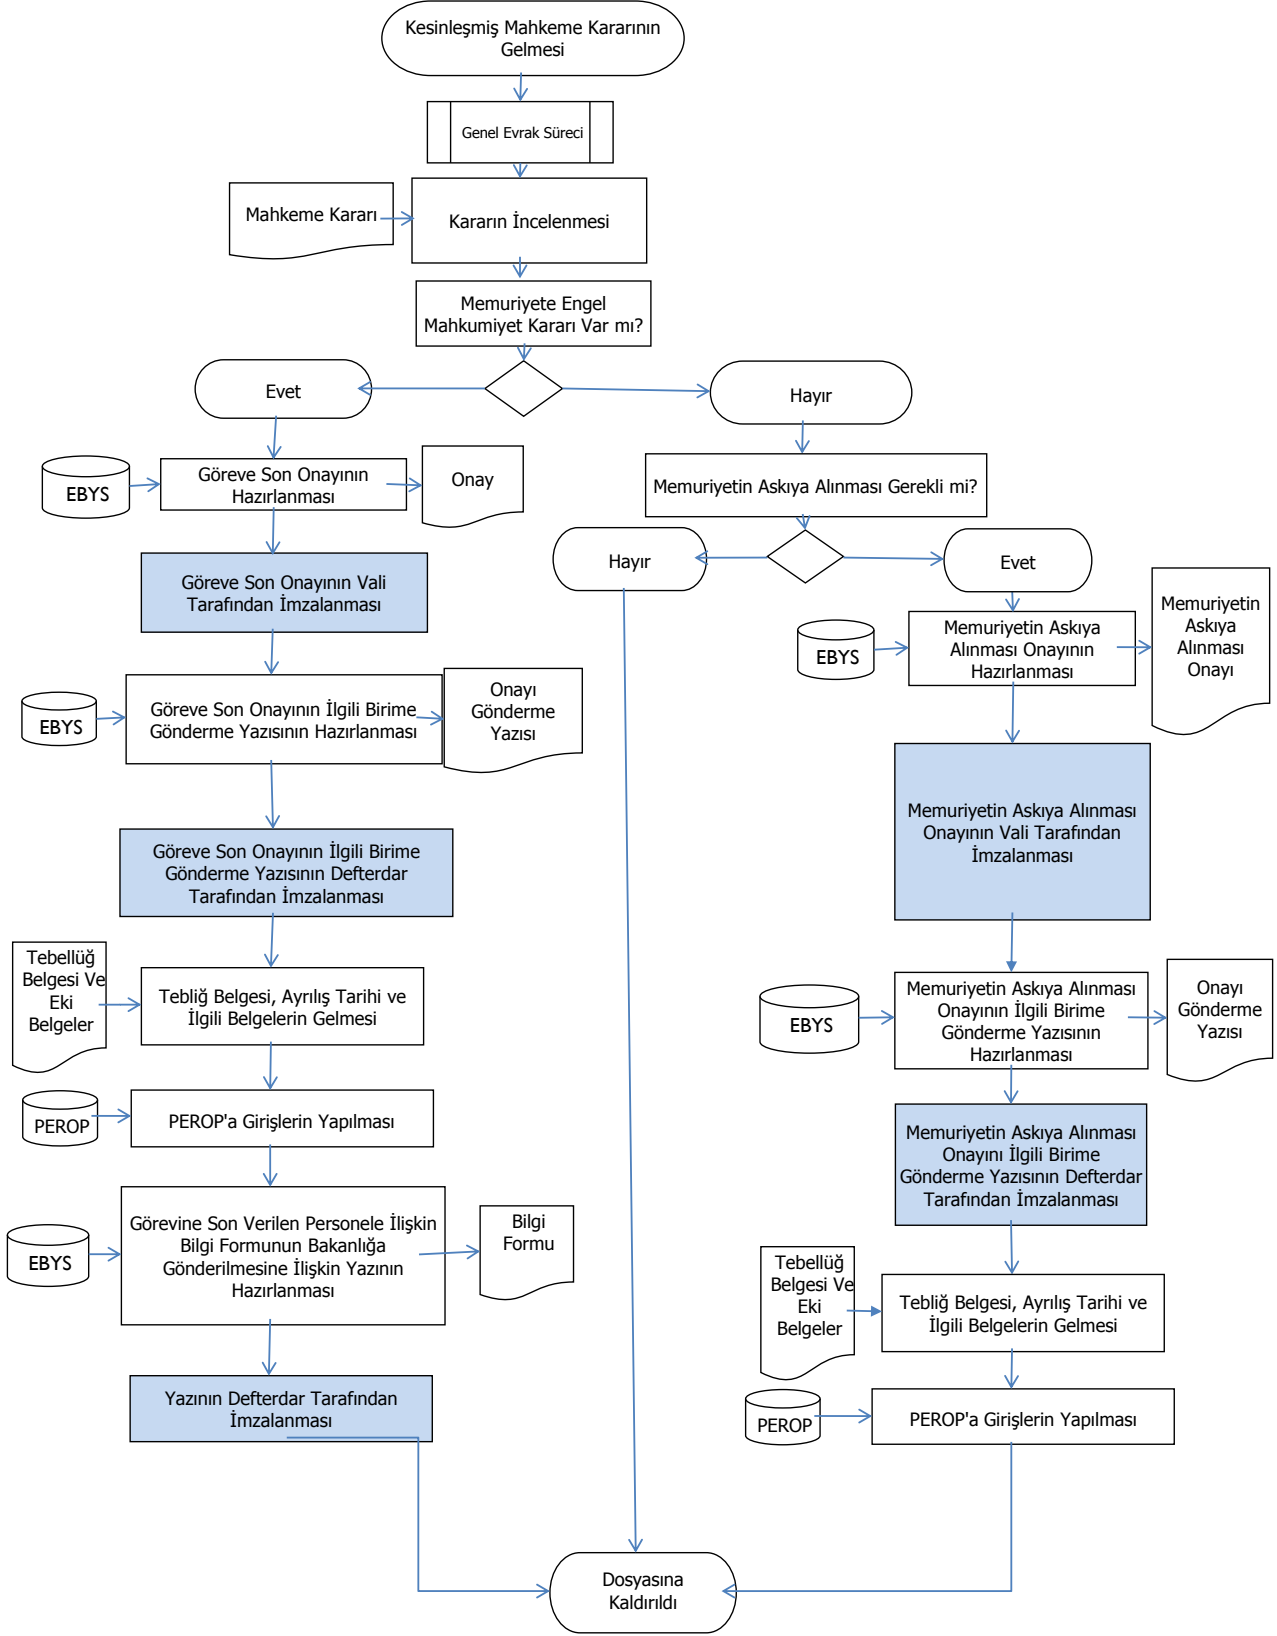 Kesinleşmiş Mahkeme Kararının
Gelmesi
Genel Evrak Süreci
Mahkeme Kararı
Kararın İncelenmesi
Memuriyete Engel
Mahkumiyet Kararı Var mı?
Evet
Hayır
EBYS
Göreve Son Onayının
Hazırlanması
Onay
Memuriyetin Askıya Alınması Gerekli mi?
Hayır
Evet
Göreve Son Onayının Vali
Tarafından İmzalanması
EBYS
Memuriyetin Askıya
Alınması Onayının
Hazırlanması
Memuriyetin
Askıya
Alınması
Onayı
EBYS
Göreve Son Onayının İlgili Birime
Gönderme Yazısının Hazırlanması
Onayı
Gönderme
Yazısı
Memuriyetin Askıya Alınması
Onayının Vali Tarafından
İmzalanması
Göreve Son Onayının İlgili Birime
Gönderme Yazısının Defterdar
Tarafından İmzalanması
Tebellüğ
Belgesi Ve
Eki
Belgeler
Tebliğ Belgesi, Ayrılış Tarihi ve
İlgili Belgelerin Gelmesi
EBYS
Memuriyetin Askıya Alınması
Onayının İlgili Birime
Gönderme Yazısının
Hazırlanması
Onayı
Gönderme
Yazısı
PEROP
PEROP'a Girişlerin Yapılması
Memuriyetin Askıya Alınması
Onayını İlgili Birime
Gönderme Yazısının Defterdar
Tarafından İmzalanması
EBYS
Görevine Son Verilen Personele İlişkin
Bilgi Formunun Bakanlığa
Gönderilmesine İlişkin Yazının
Hazırlanması
Bilgi
Formu
Tebellüğ
Belgesi Ve
Eki
Belgeler
Tebliğ Belgesi, Ayrılış Tarihi ve
İlgili Belgelerin Gelmesi
Yazının Defterdar Tarafından
İmzalanması
PEROP
PEROP'a Girişlerin Yapılması
Dosyasına
Kaldırıldı